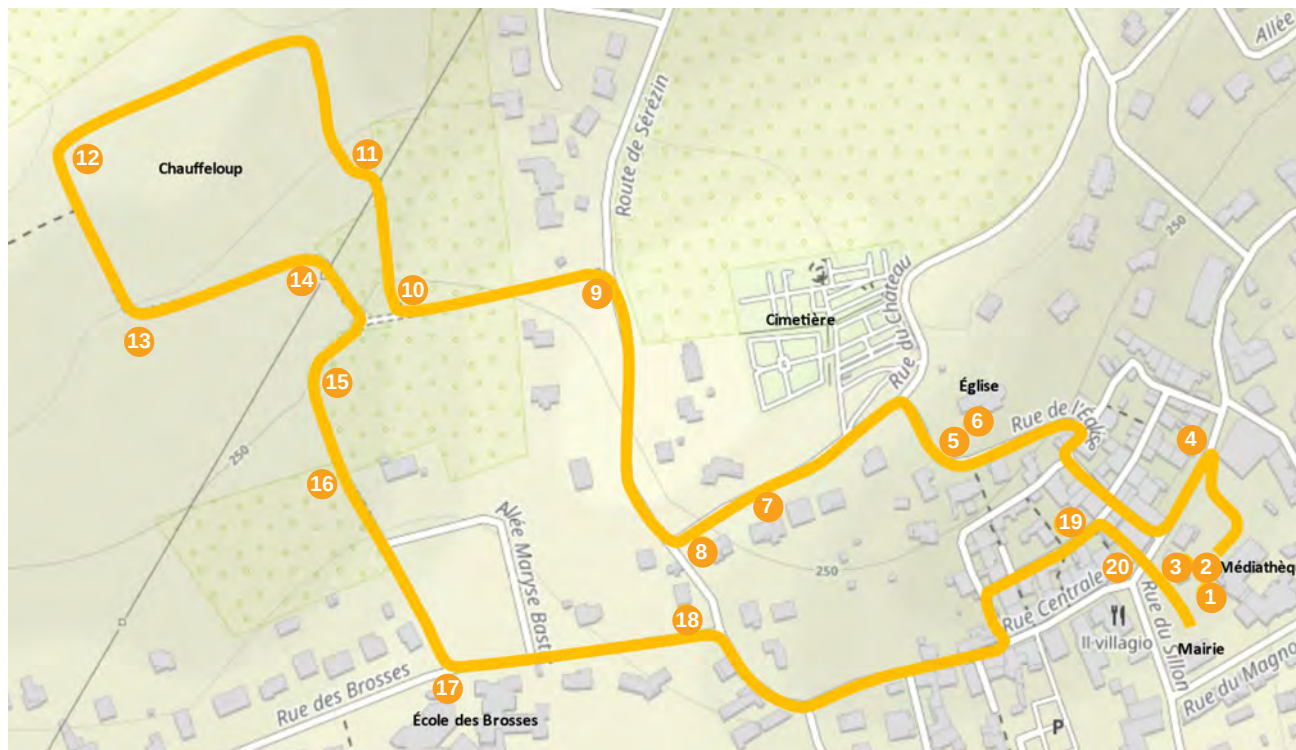 Allée
12
11
Chauffeloup
Route de Sérézin
250
14
10
9
13
Cimetière
Rue du Château
15
Église
6
5
Rue de l'Église
4
250
16
7
19
8
250
20
3
2
Médiathèq
1
Allée Maryse Bast
18
Rue Centrale
Il villagio
Rue du Sillon
Mairie
17
Rue des Brosses
École des Brosses
Rue du Magno
P